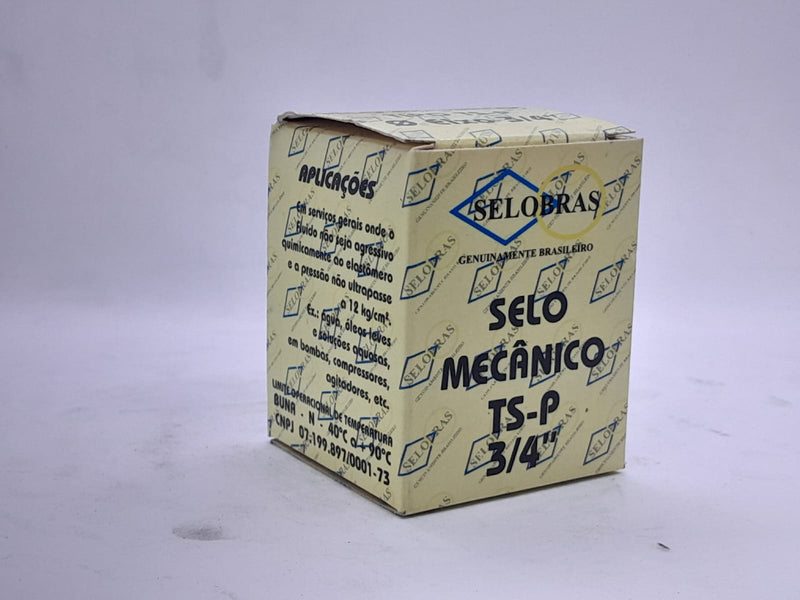 APLICAÇÕES
Em serviços gerais onde o
fluido não seja agressivo
quimicamente ao elastômero
e a pressão não ultrapasse
a 12 kg/cm².
Ex.: água, óleos leves
e soluções aquosas,
em bombas, compressores,
agitadores, etc.
LIMITE OPERACIONAL DE TEMPERATURA
BUNA - N - 40°C a + 90°C
CNPJ 07.199.897/0001-73
SELOBRAS
GENUINAMENTE BRASILEIRO
SELO
MECÂNICO
TS-P
3/4"